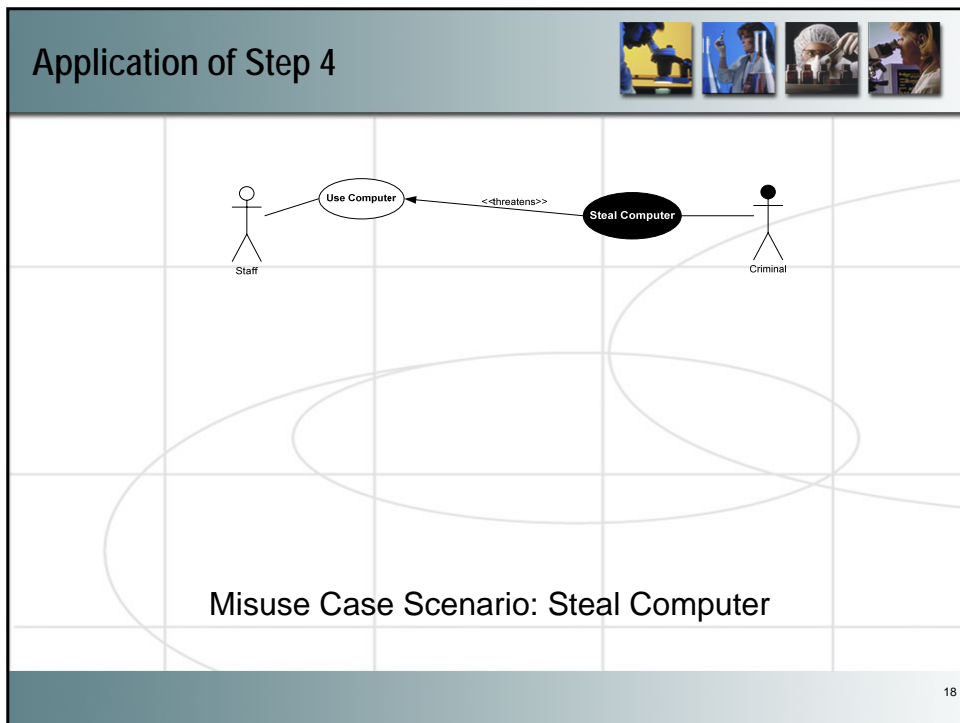 Application of Step 4
Use Computer
<<threatens>>
Steal Computer
Staff
Criminal
Misuse Case Scenario: Steal Computer
18